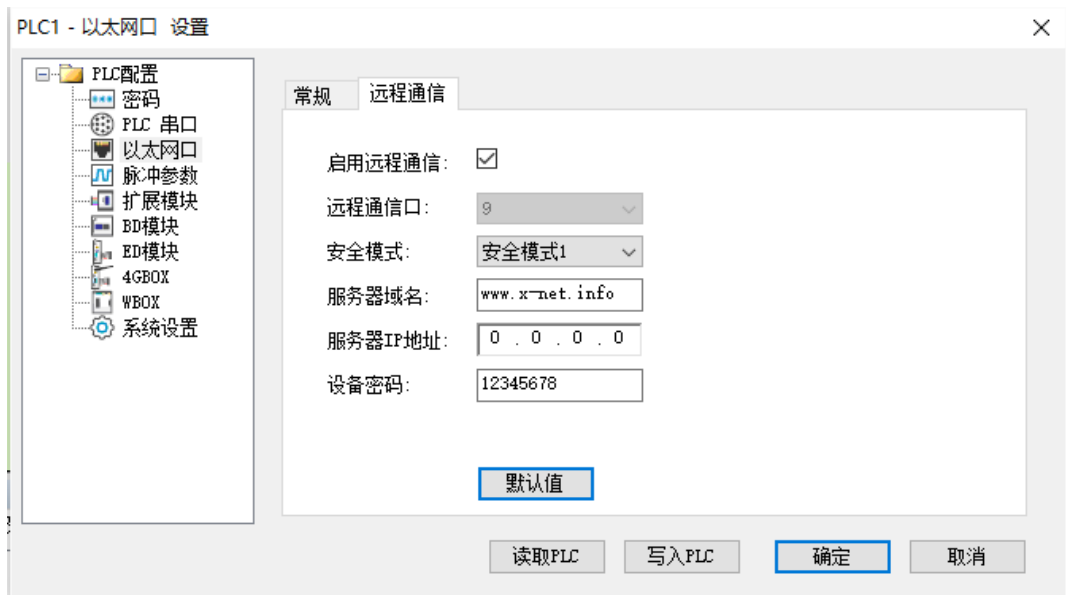 PLC1 - 以太网口 设置
PLC配置
密码
PLC 串口
以太网口
脉冲参数
扩展模块
BD模块
ED模块
4GBOX
WBOX
系统设置
常规
远程通信
启用远程通信:
远程通信口: 9
安全模式: 安全模式1
服务器域名: www.x-net.info
服务器IP地址: 0 . 0 . 0 . 0
设备密码: 12345678
默认值
读取PLC 写入PLC 确定 取消